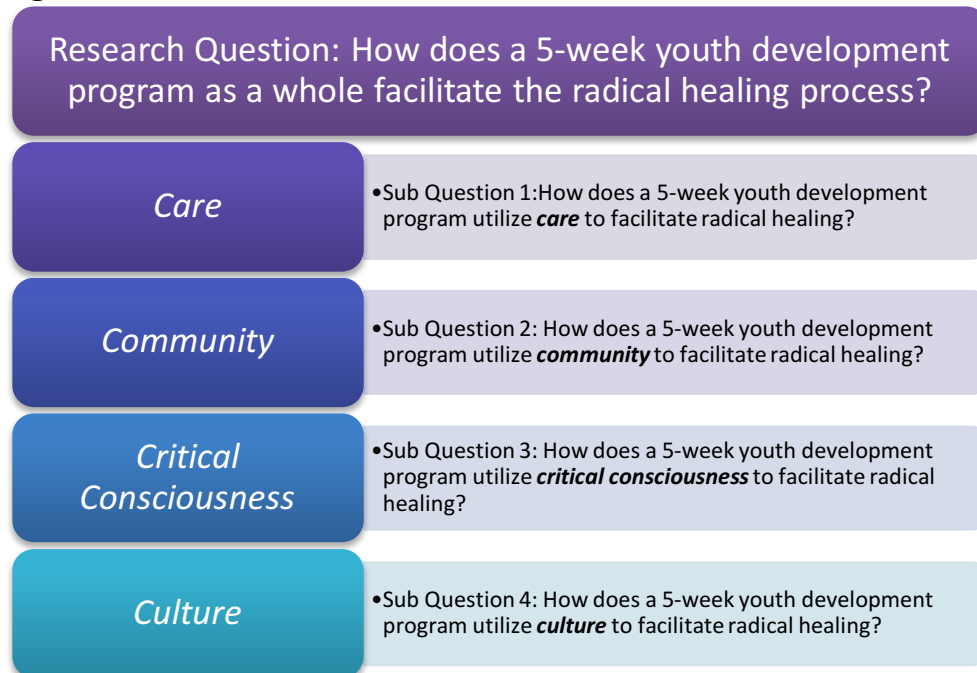 Research Question: How does a 5-week youth development
program as a whole facilitate the radical healing process?
Care
•Sub Question 1:How does a 5-week youth development
program utilize care to facilitate radical healing?
Community
•Sub Question 2: How does a 5-week youth development
program utilize community to facilitate radical healing?
Critical
Consciousness
•Sub Question 3: How does a 5-week youth development
program utilize critical consciousness to facilitate radical
healing?
Culture
•Sub Question 4: How does a 5-week youth development
program utilize culture to facilitate radical healing?